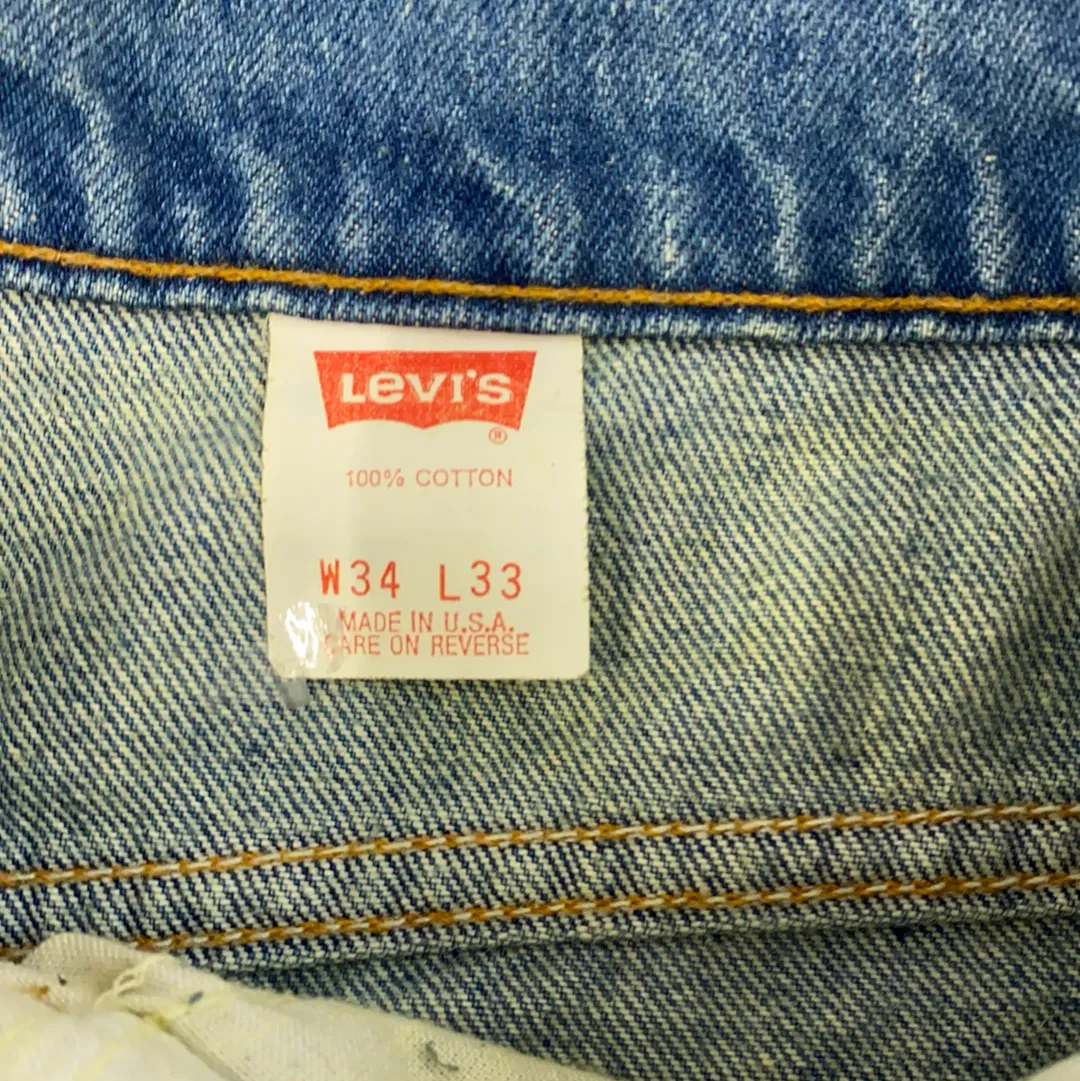 LEVI'S
®
100% COTTON
W34 L33
MADE IN U.S.A.
CARE ON REVERSE